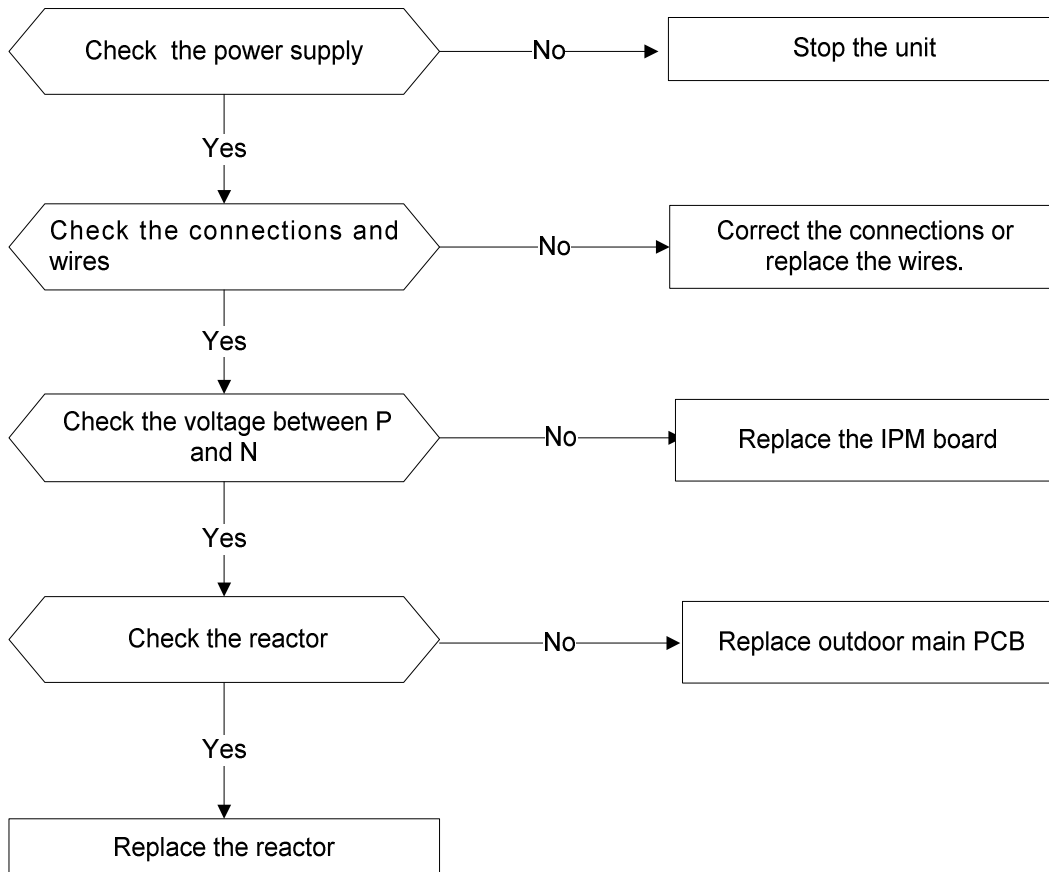 Check the power supply
No
Stop the unit
Yes
Check the connections and
wires
No
Correct the connections or
replace the wires.
Yes
Check the voltage between P
and N
No
Replace the IPM board
Yes
Check the reactor
No
Replace outdoor main PCB
Yes
Replace the reactor